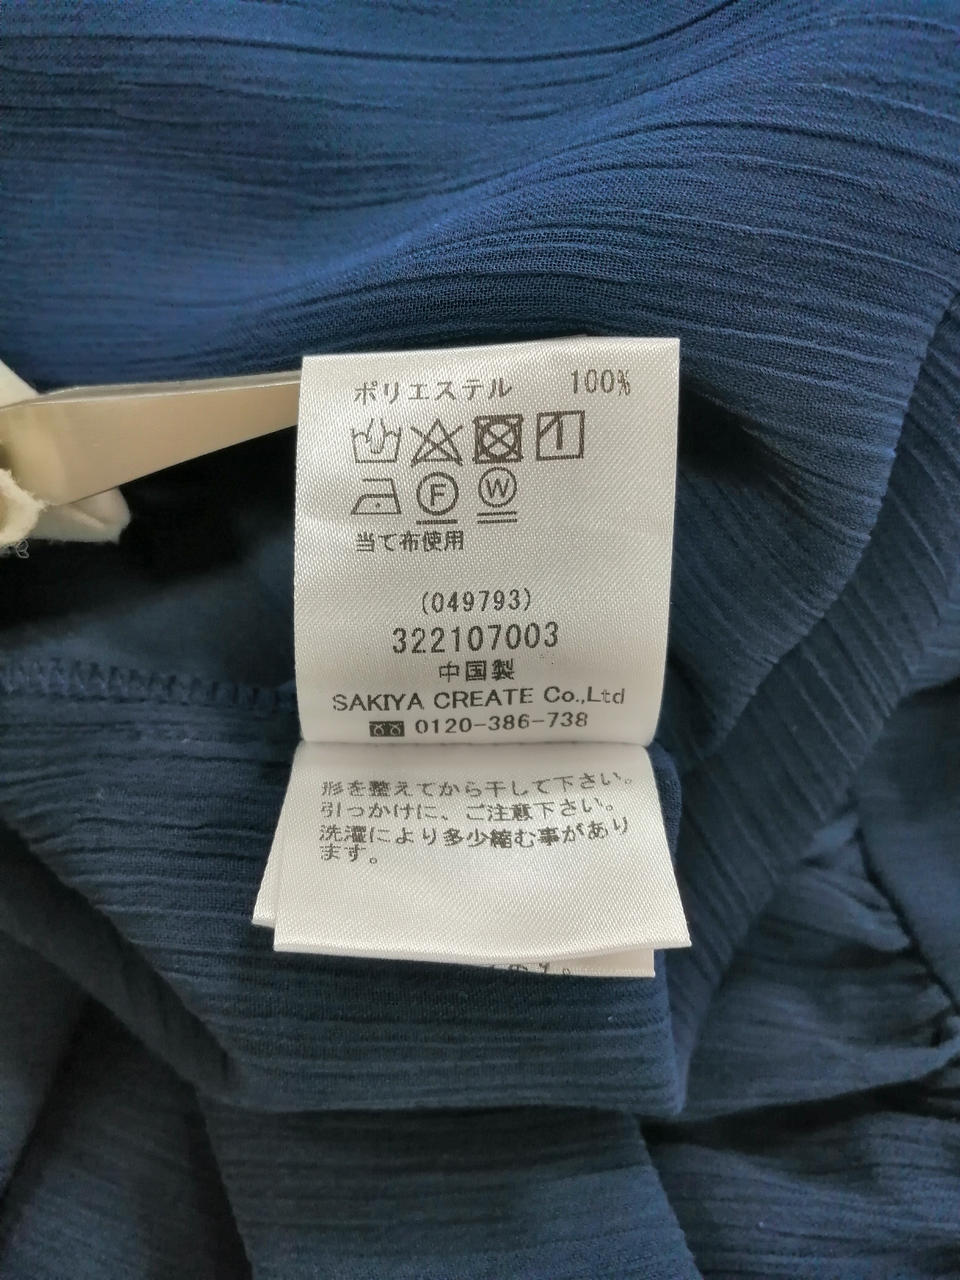 ポリエステル 100%
F W
当て布使用
(049793)
322107003
中国製
SAKIYA CREATE Co.,Ltd
0120-386-738
形を整えてから干して下さい。
引っかけに、ご注意下さい。
洗濯により多少縮む事があり
ます。